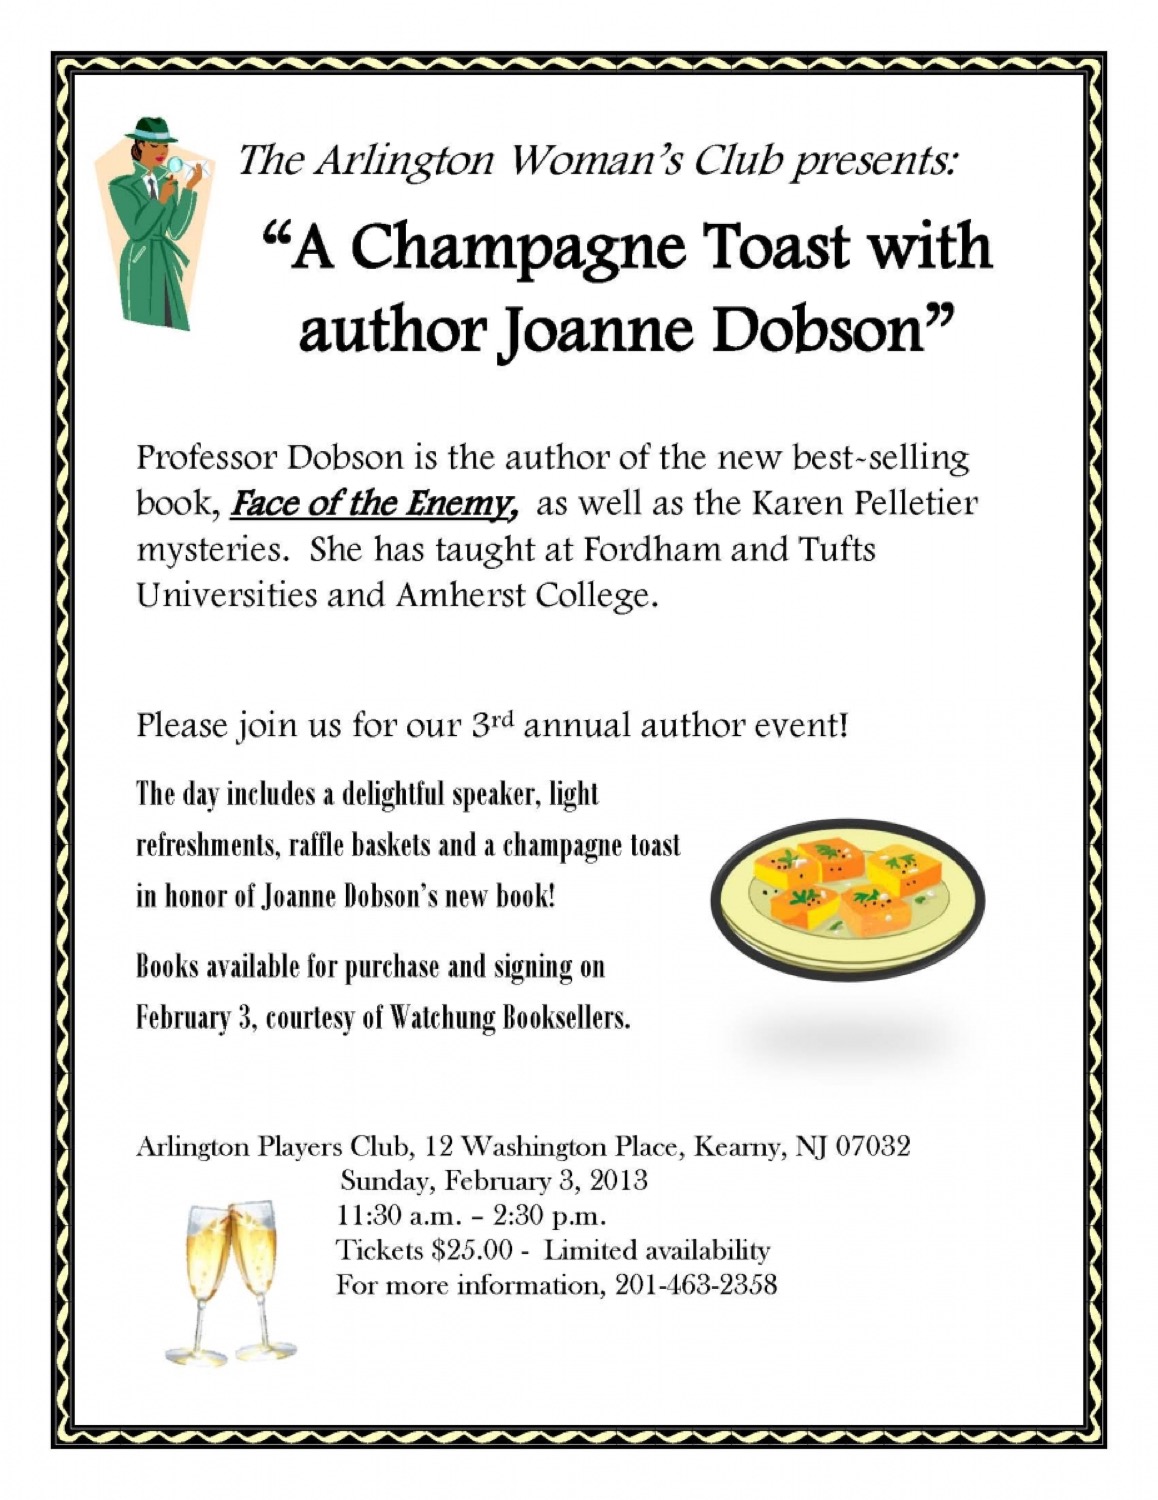 The Arlington Woman's Club presents:
“A Champagne Toast with
author Joanne Dobson”
Professor Dobson is the author of the new best-selling
book, Face of the Enemy, as well as the Karen Pelletier
mysteries. She has taught at Fordham and Tufts
Universities and Amherst College.
Please join us for our 3rd annual author event!
The day includes a delightful speaker, light
refreshments, raffle baskets and a champagne toast
in honor of Joanne Dobson’s new book!
Books available for purchase and signing on
February 3, courtesy of Watchung Booksellers.
Arlington Players Club, 12 Washington Place, Kearny, NJ 07032
Sunday, February 3, 2013
11:30 a.m. – 2:30 p.m.
Tickets $25.00 - Limited availability
For more information, 201-463-2358